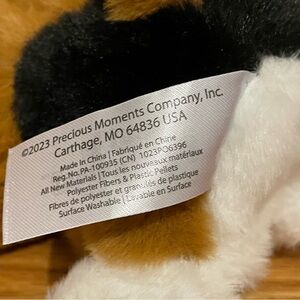 ©2023 Precious Moments Company, Inc.
Carthage, MO 64836 USA
Made in China | Fabriqué en Chine
Reg.No. PA-100935 (CN) 1023PO6396
All New Materials | Tous les nouveaux matériaux
Polyester Fibers & Plastic Pellets
Fibres de polyester et granulés de plastique
Surface Washable | Lavable en Surface